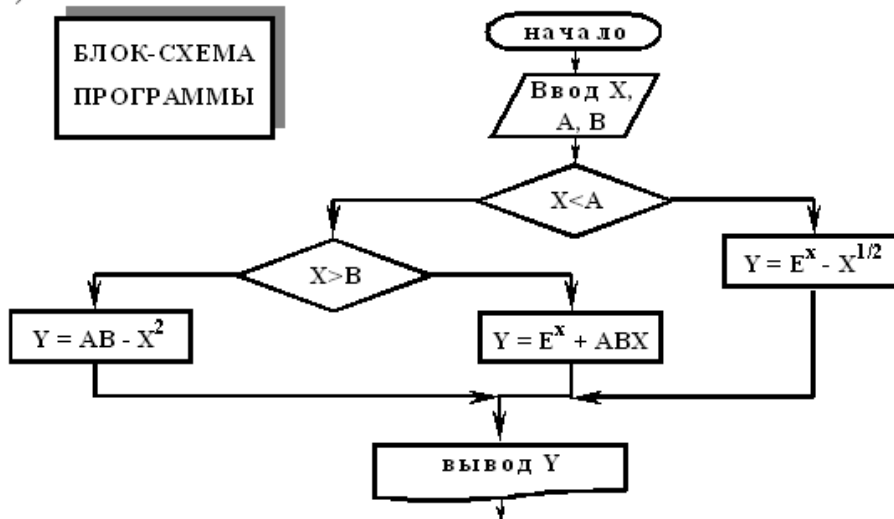 БЛОК-СХЕМА
ПРОГРАММЫ
начало
Ввод X,
A, B
X<A
X>B
Y = E^x - X^1/2
Y = AB - X^2
Y = E^x + ABX
вывод Y